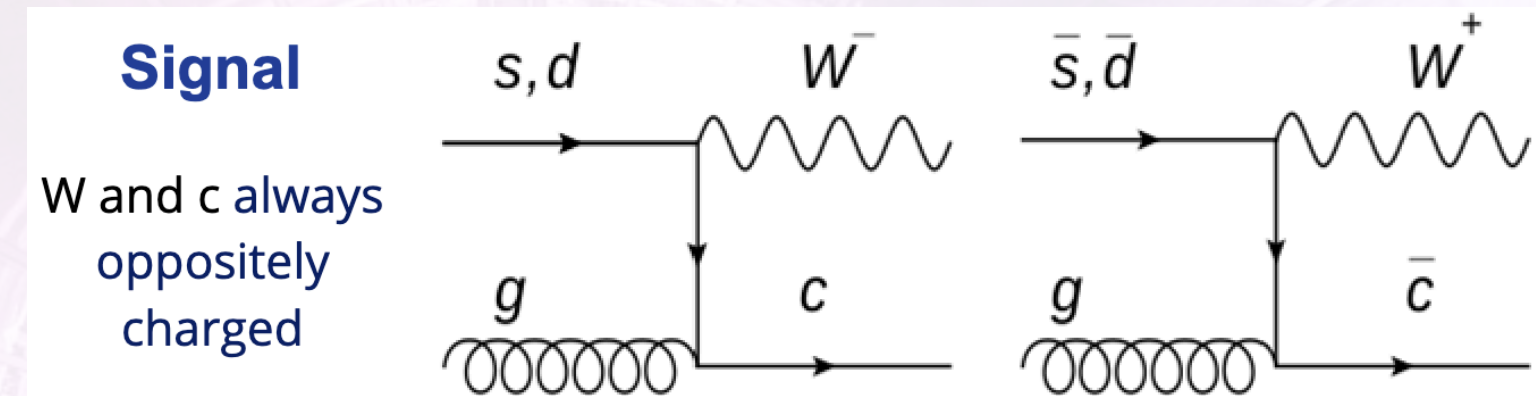 Signal
W and c always
oppositely
charged
s,d
W⁻
g
c
s̄,d̄
W⁺
g
c̄